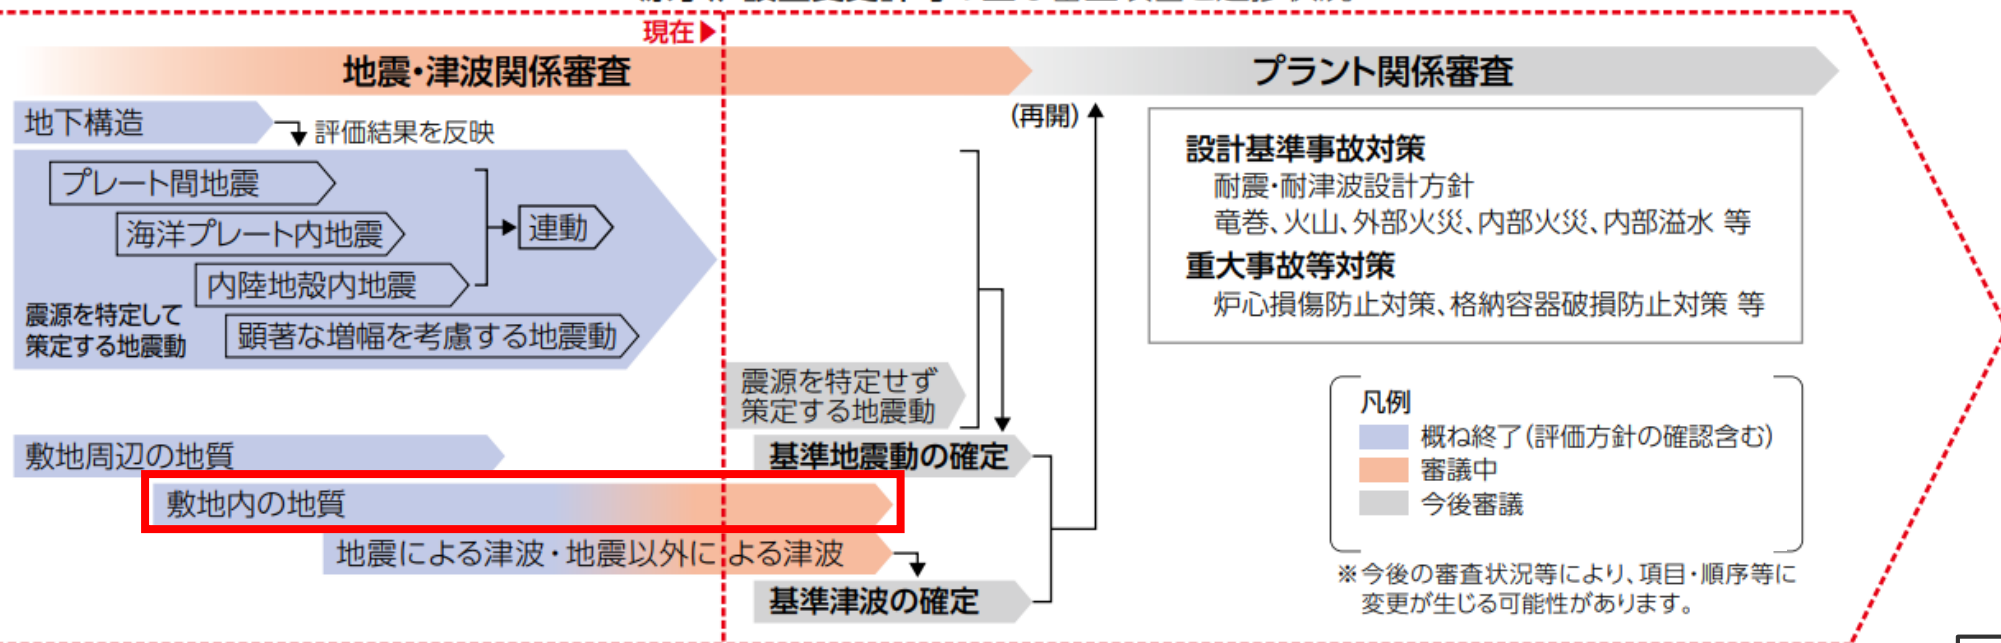 現在▶
地震・津波関係審査
プラント関係審査
地下構造
評価結果を反映
(再開)
プレート間地震
海洋プレート内地震
内陸地殻内地震
連動
震源を特定して
策定する地震動
顕著な増幅を考慮する地震動
震源を特定せず
策定する地震動
敷地周辺の地質
基準地震動の確定
敷地内の地質
地震による津波・地震以外による津波
基準津波の確定
設計基準事故対策
耐震・耐津波設計方針
竜巻、火山、外部火災、内部火災、内部溢水 等
重大事故等対策
炉心損傷防止対策、格納容器破損防止対策 等
凡例
概ね終了(評価方針の確認含む)
審議中
今後審議
※今後の審査状況等により、項目・順序等に
変更が生じる可能性があります。